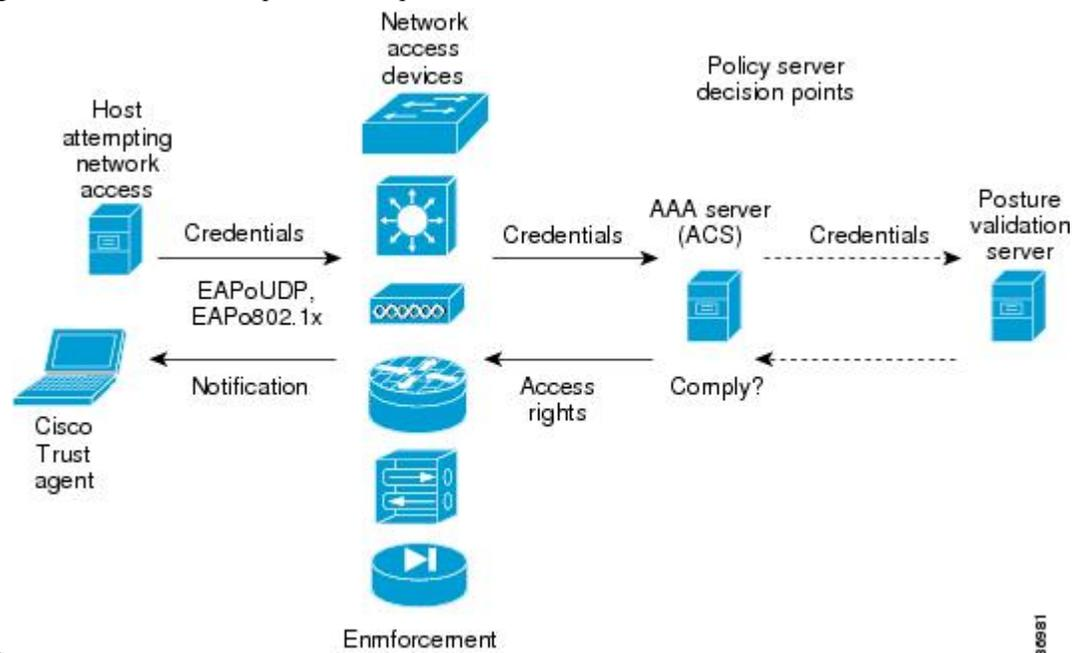 Network
access
devices
Policy server
decision points
Host
attempting
network
access
AAA server
(ACS)
Posture
validation
server
Credentials
Credentials
Credentials
EAPoUDP,
EAPo802.1x
Notification
Access
rights
Comply?
Cisco
Trust
agent
Enmforcement